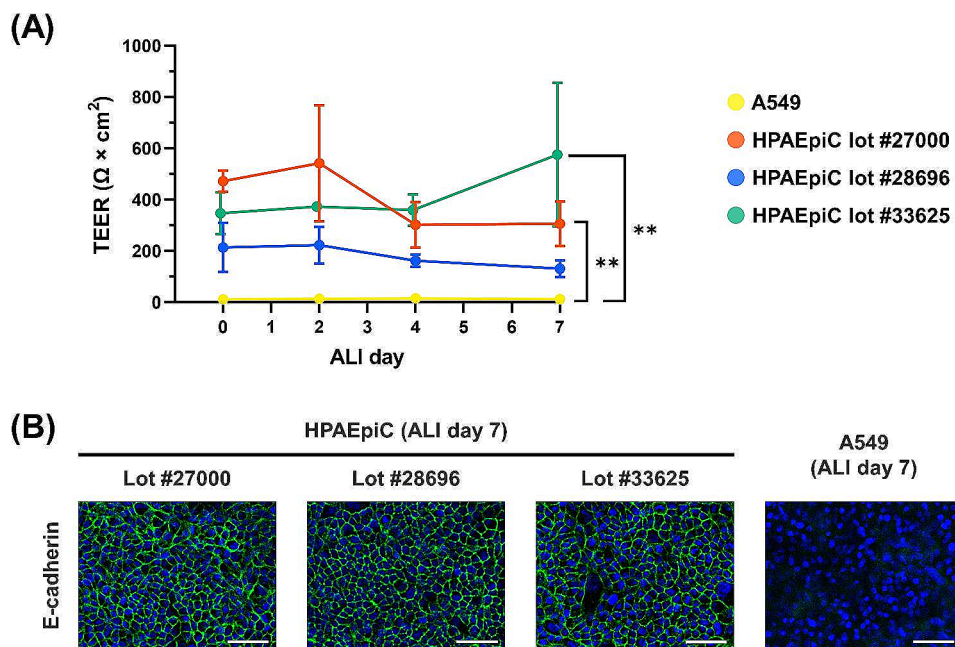 (A)
1000
800
600
400
200
0
TEER (Ω × cm²)
0 1 2 3 4 5 6 7
ALI day
**
**
A549
HPAEpiC lot #27000
HPAEpiC lot #28696
HPAEpiC lot #33625
(B)
HPAEpiC (ALI day 7)
A549
(ALI day 7)
Lot #27000 Lot #28696 Lot #33625
E-cadherin